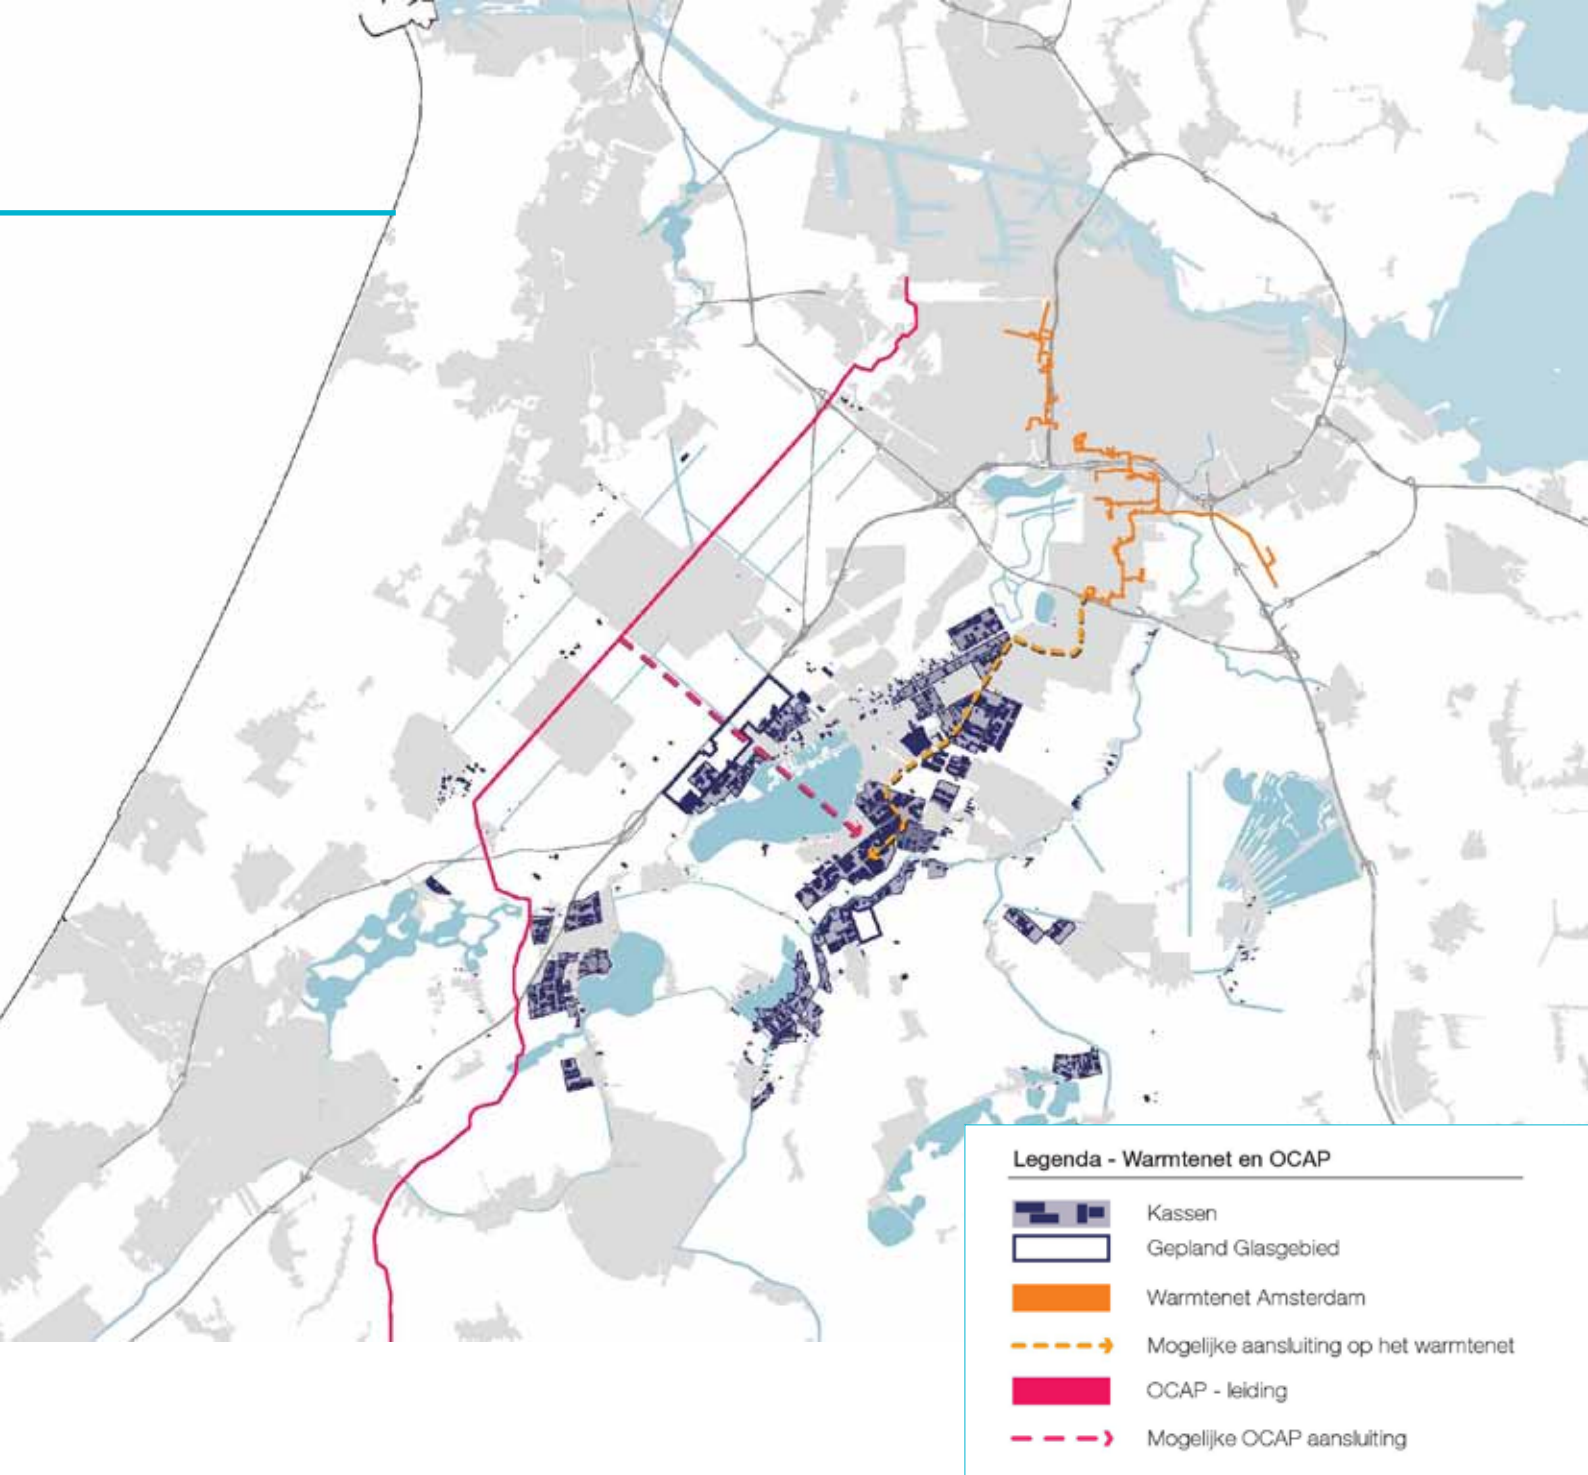 Legenda - Warmtenet en OCAP
Kassen
Gepland Glasgebied
Warmtenet Amsterdam
Mogelijke aansluiting op het warmtenet
OCAP - leiding
Mogelijke OCAP aansluiting